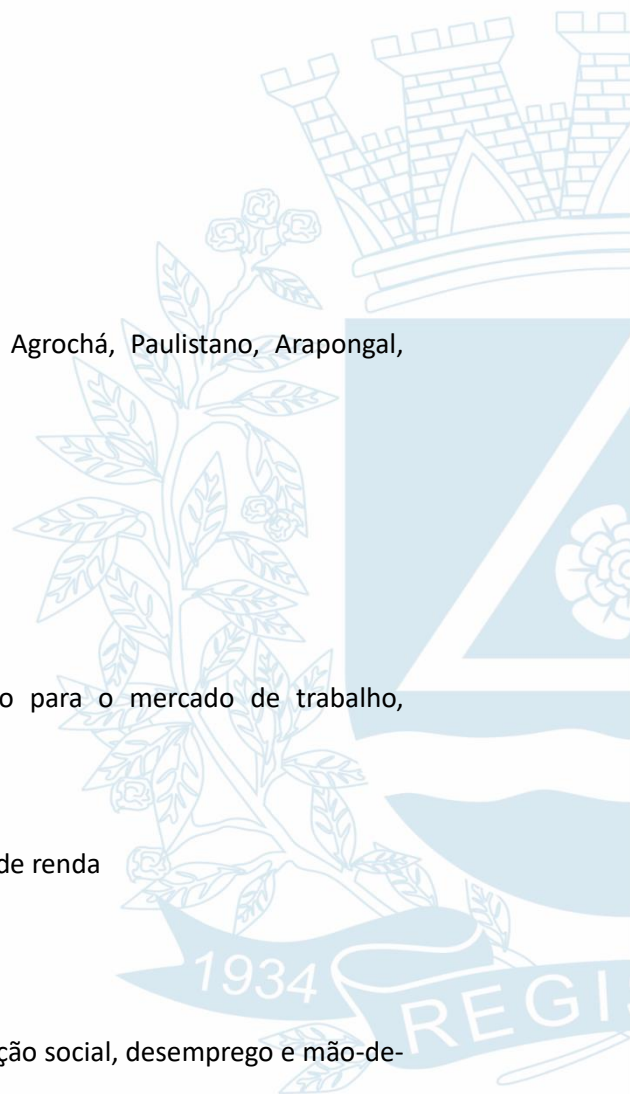 Agrochá, Paulistano, Arapongal,
o para o mercado de trabalho,
de renda
1934
REGI
ção social, desemprego e mão-de-